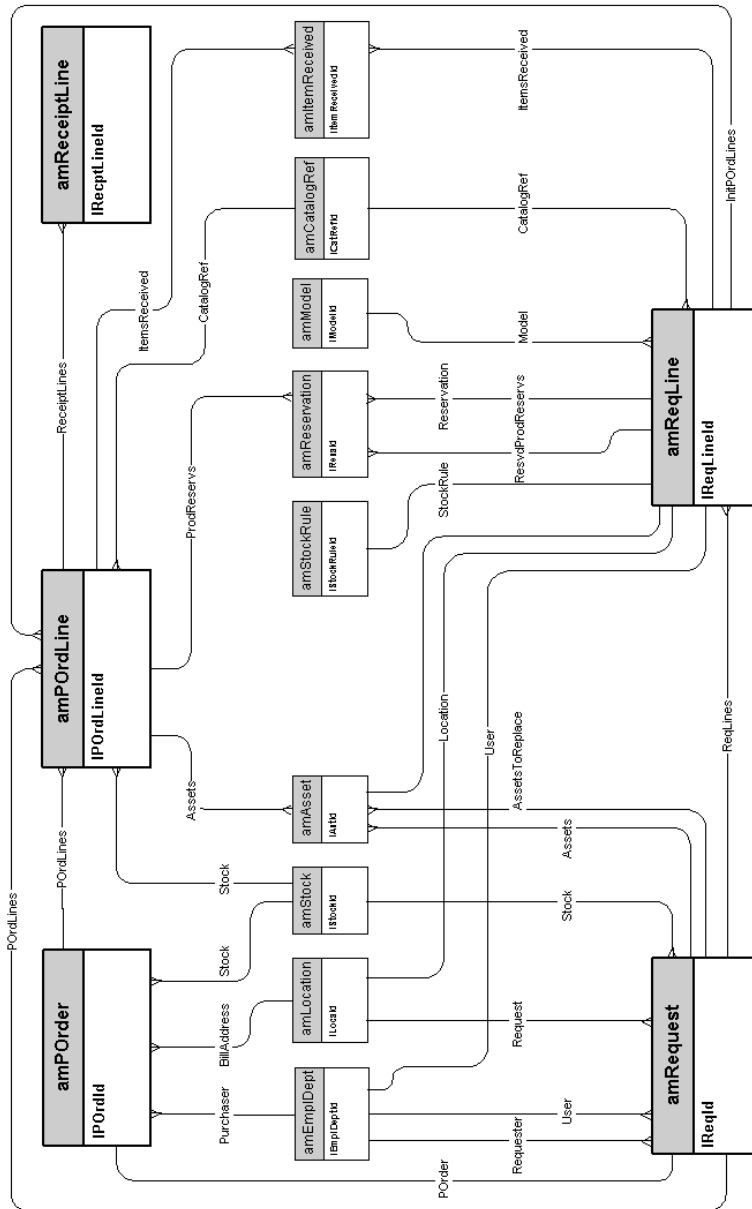 amPOrder
lPOrdId
amPOrdLine
lPOrdLineId
amReceiptLine
lRecptLineId
POrdLines
POrdLines
ReceiptLines
Purchaser
BillAddress
Stock
Stock
Assets
ProdReservs
CatalogRef
ItemsReceived
amEmplDept
lEmplDeptId
amLocation
lLocaId
amStock
lStockId
amAsset
lAstId
amStockRule
lStockRuleId
amReservation
lResaId
amModel
lModelId
amCatalogRef
lCatRefId
amItemReceived
lItemReceivedId
POrder
Requester
User
Request
Stock
Assets
AssetsToReplace
User
Location
StockRule
ResvdProdReservs
Reservation
Model
CatalogRef
ItemsReceived
amRequest
lReqId
ReqLines
amReqLine
lReqLineId
InitPOrdLines